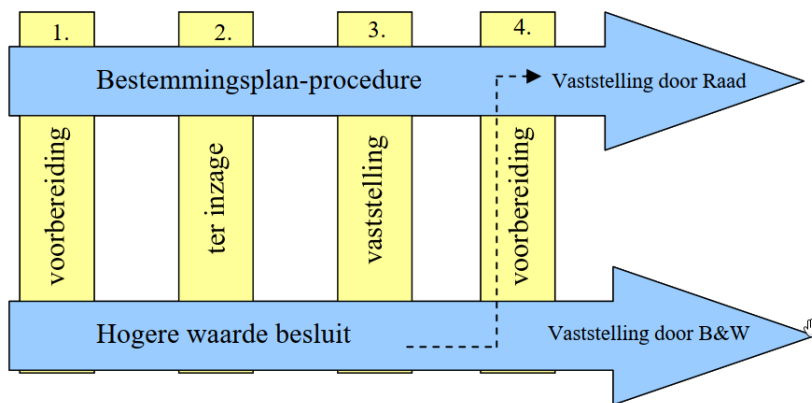 1.
2.
3.
4.
Bestemmingsplan-procedure
Vaststelling door Raad
voorbereiding
ter inzage
vaststelling
voorbereiding
Hogere waarde besluit
Vaststelling door B&W